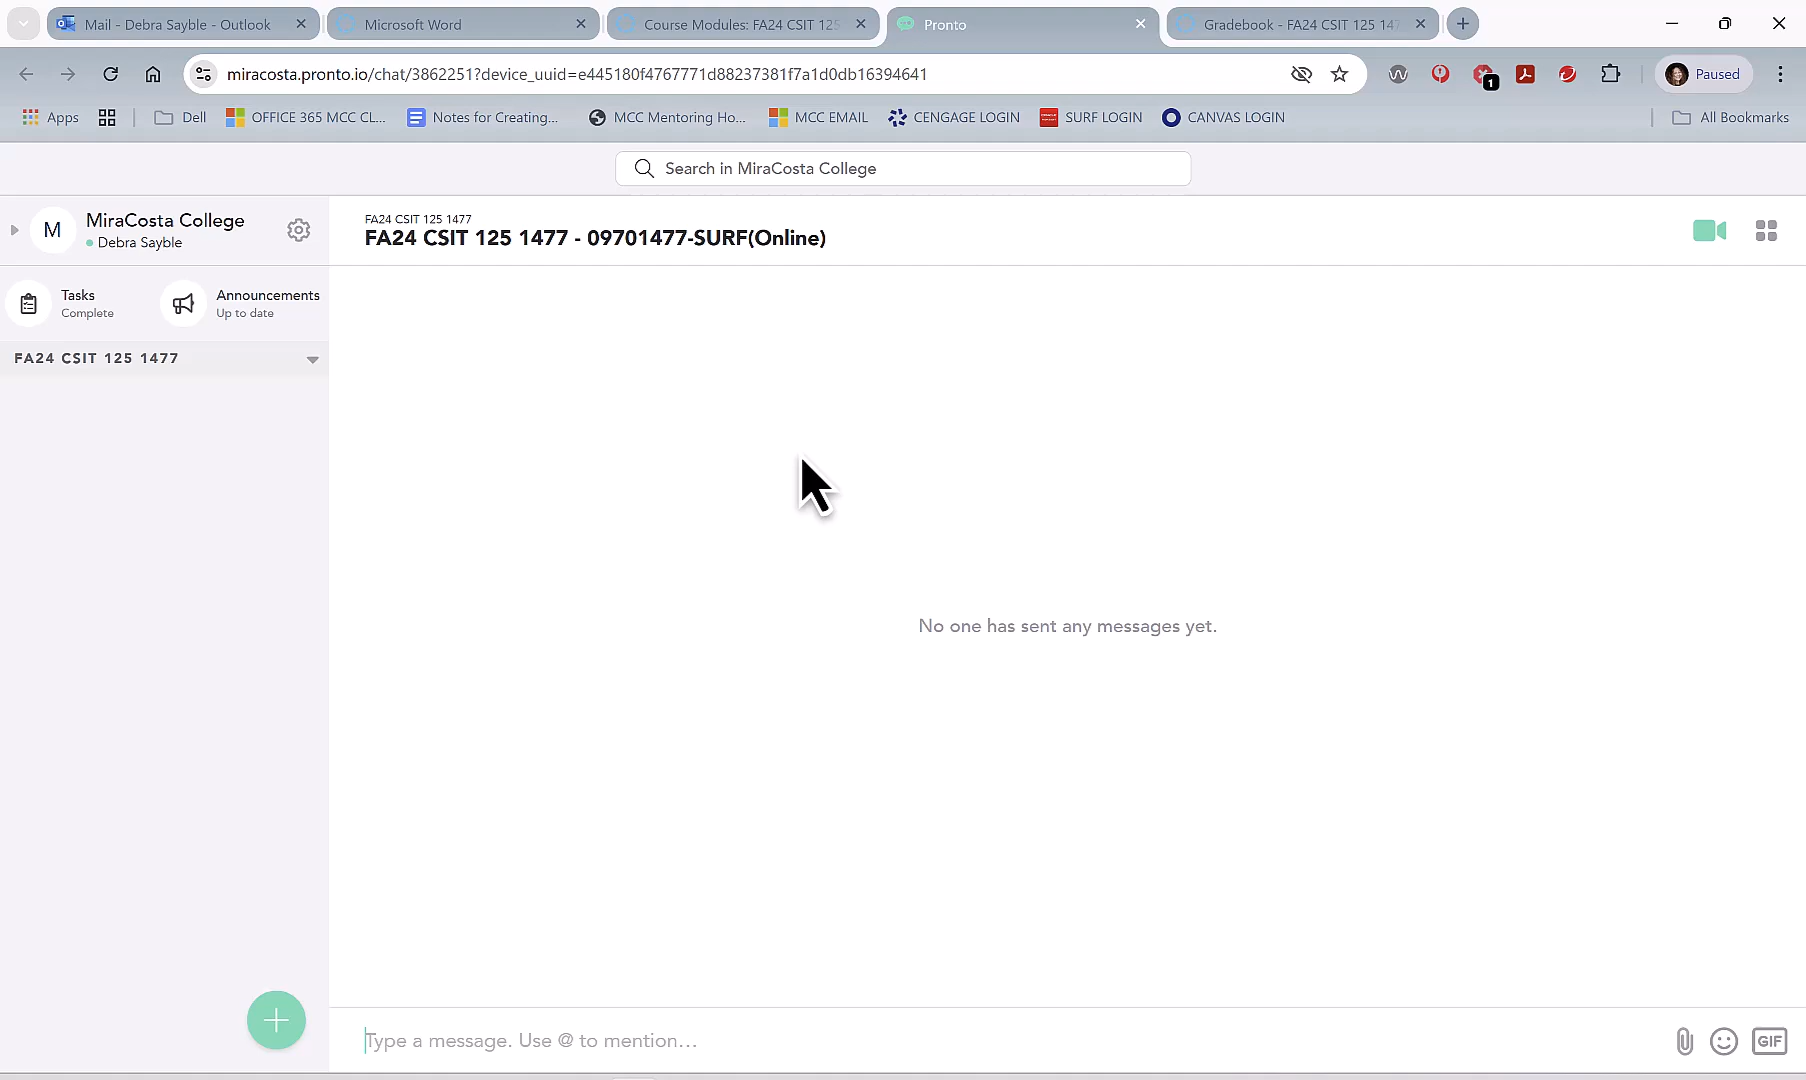 Mail - Debra Sayble - Outlook
Microsoft Word
Course Modules: FA24 CSIT 125
Pronto
Gradebook - FA24 CSIT 125 147
miracosta.pronto.io/chat/3862251?device_uuid=e445180f4767771d88237381f7a1d0db16394641
1
Paused
Apps
Dell
OFFICE 365 MCC CL...
Notes for Creating...
MCC Mentoring Ho...
MCC EMAIL
CENGAGE LOGIN
SURF LOGIN
CANVAS LOGIN
All Bookmarks
Search in MiraCosta College
M
MiraCosta College
Debra Sayble
FA24 CSIT 125 1477
FA24 CSIT 125 1477 - 09701477-SURF(Online)
Tasks
Complete
Announcements
Up to date
FA24 CSIT 125 1477
No one has sent any messages yet.
Type a message. Use @ to mention...
GIF